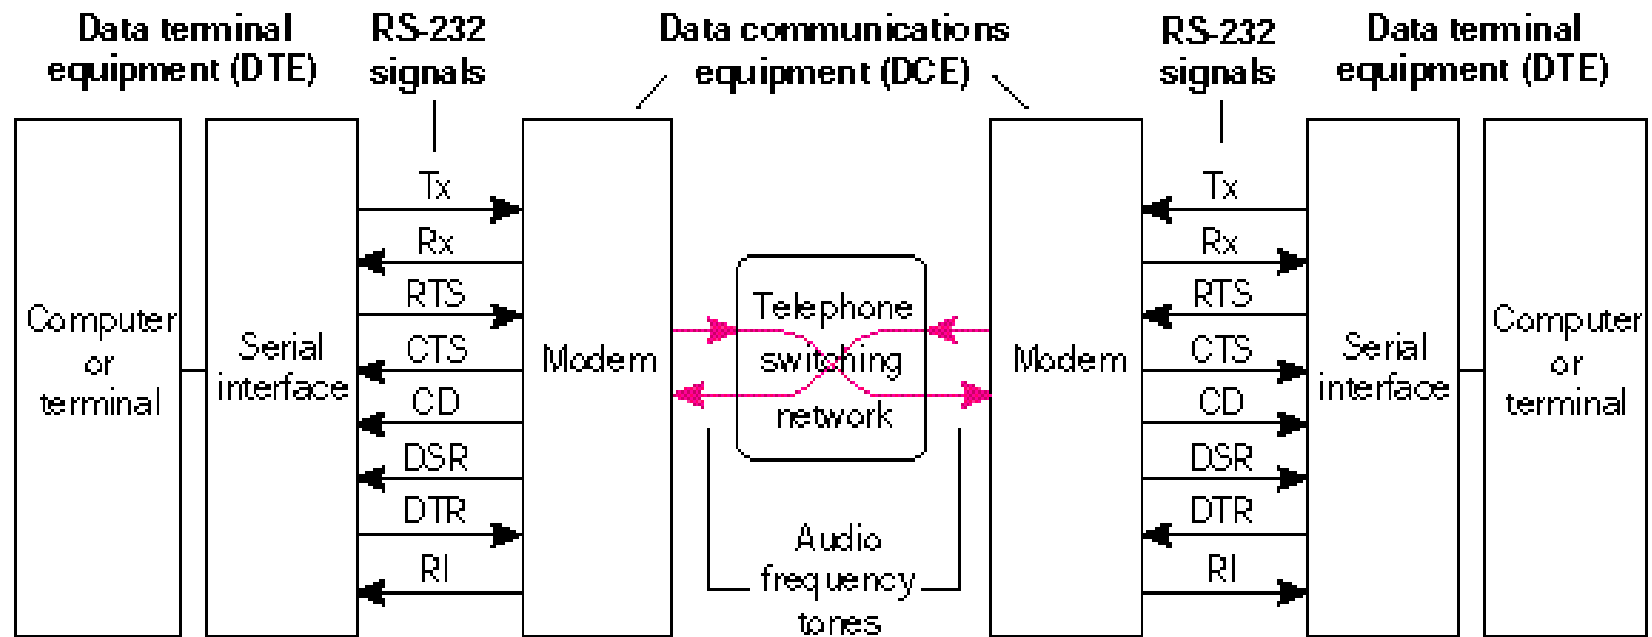 Data terminal
equipment (DTE)
RS-232
signals
Data communications
equipment (DCE)
RS-232
signals
Data terminal
equipment (DTE)
Computer
or
terminal
Serial
interface
Tx
Rx
RTS
CTS
CD
DSR
DTR
RI
Modem
Telephone
switching
network
Audio
frequency
tones
Modem
Tx
Rx
RTS
CTS
CD
DSR
DTR
RI
Serial
interface
Computer
or
terminal